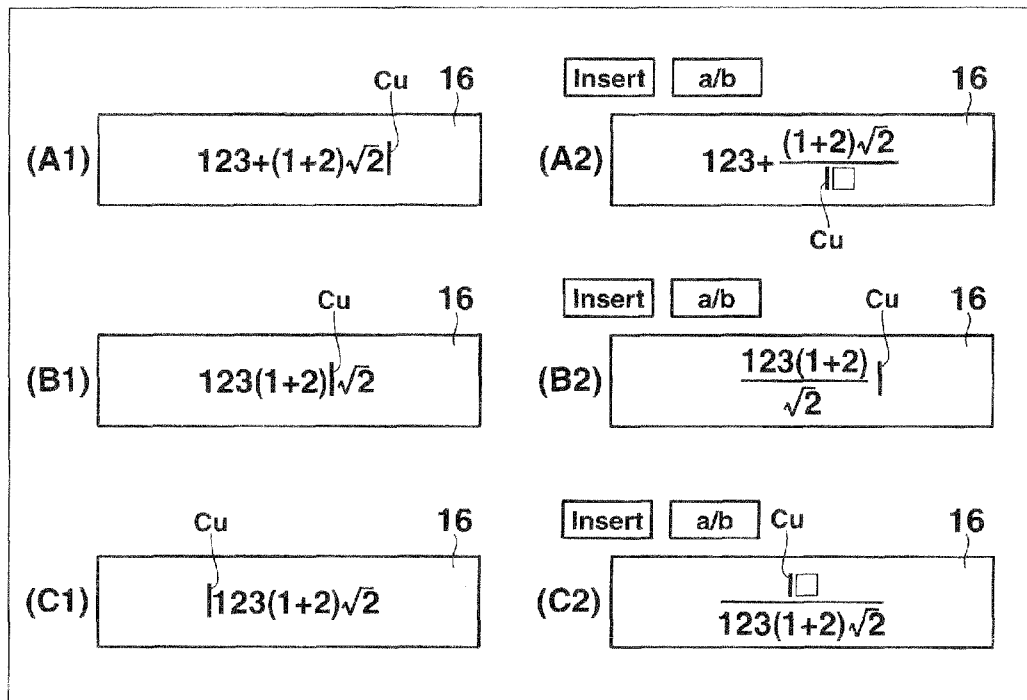 Cu 16 Insert a/b 16
(A1) 123+(1+2)√2| (A2) 123+ (1+2)√2 / |□
Cu
Cu 16 Insert a/b Cu 16
(B1) 123(1+2)|√2 (B2) 123(1+2) / √2 |
Cu 16 Insert a/b Cu 16
(C1) |123(1+2)√2 (C2) |□ / 123(1+2)√2